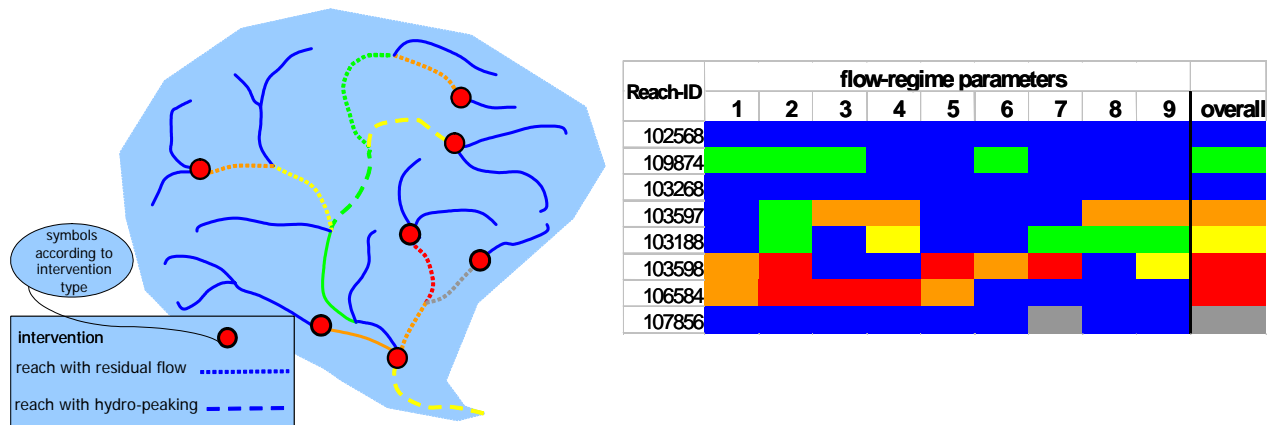 symbols
according to
intervention
type
intervention
reach with residual flow
reach with hydro-peaking
Reach-ID flow-regime parameters
1 2 3 4 5 6 7 8 9 overall
102568
109874
103268
103597
103188
103598
106584
107856